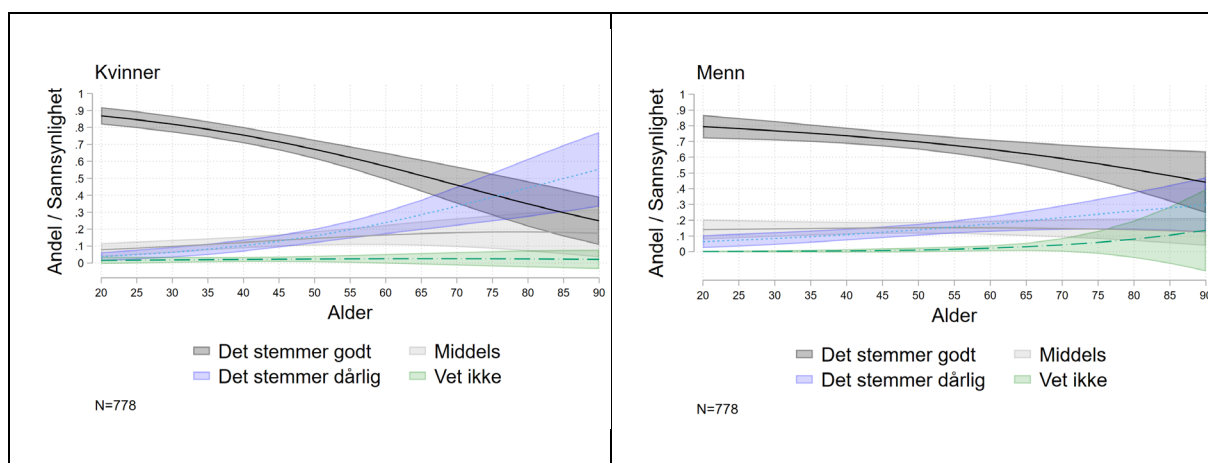 Kvinner
Andel / Sannsynlighet
1
.9
.8
.7
.6
.5
.4
.3
.2
.1
0
20 25 30 35 40 45 50 55 60 65 70 75 80 85 90
Alder
Det stemmer godt Middels
Det stemmer dårlig Vet ikke
N=778
Menn
Andel / Sannsynlighet
1
.9
.8
.7
.6
.5
.4
.3
.2
.1
0
20 25 30 35 40 45 50 55 60 65 70 75 80 85 90
Alder
Det stemmer godt Middels
Det stemmer dårlig Vet ikke
N=778